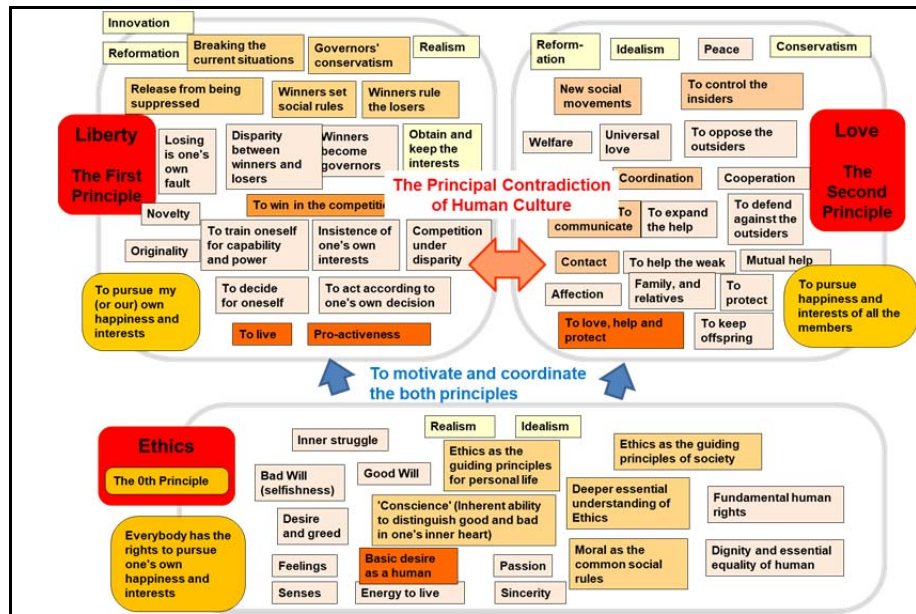 Innovation
Reformation
Breaking the
current situations
Governors'
conservatism
Realism
Release from being
suppressed
Winners set
social rules
Winners rule
the losers
Liberty
The First
Principle
Losing
is one's
own
fault
Disparity
between
winners and
losers
Winners
become
governors
Obtain and
keep the
interests
Novelty
To win in the competitio
Originality
To train oneself
for capability
and power
Insistence of
one's own
interests
Competition
under
disparity
To pursue my
(or our) own
happiness and
interests
To decide
for oneself
To act according to
one's own decision
To live
Pro-activeness
The Principal Contradiction
of Human Culture
Reform-
ation
Idealism
Peace
Conservatism
New social
movements
To control the
insiders
Welfare
Universal
love
To oppose the
outsiders
Love
The
Second
Principle
Coordination
Cooperation
To
communicate
To expand
the help
To defend
against the
outsiders
Contact
To help the weak
Mutual help
Affection
Family, and
relatives
To
protect
To pursue
happiness and
interests of all the
members
To love, help and
protect
To keep
offspring
To motivate and coordinate
the both principles
Ethics
The 0th Principle
Everybody has the
rights to pursue
one's own
happiness and
interests
Inner struggle
Realism
Idealism
Bad Will
(selfishness)
Good Will
Ethics as the
guiding principles
for personal life
Ethics as the guiding
principles of society
Desire
and greed
'Conscience' (Inherent ability
to distinguish good and bad
in one's inner heart)
Deeper essential
understanding of
Ethics
Fundamental human
rights
Feelings
Basic desire
as a human
Passion
Moral as the
common social
rules
Dignity and essential
equality of human
Senses
Energy to live
Sincerity